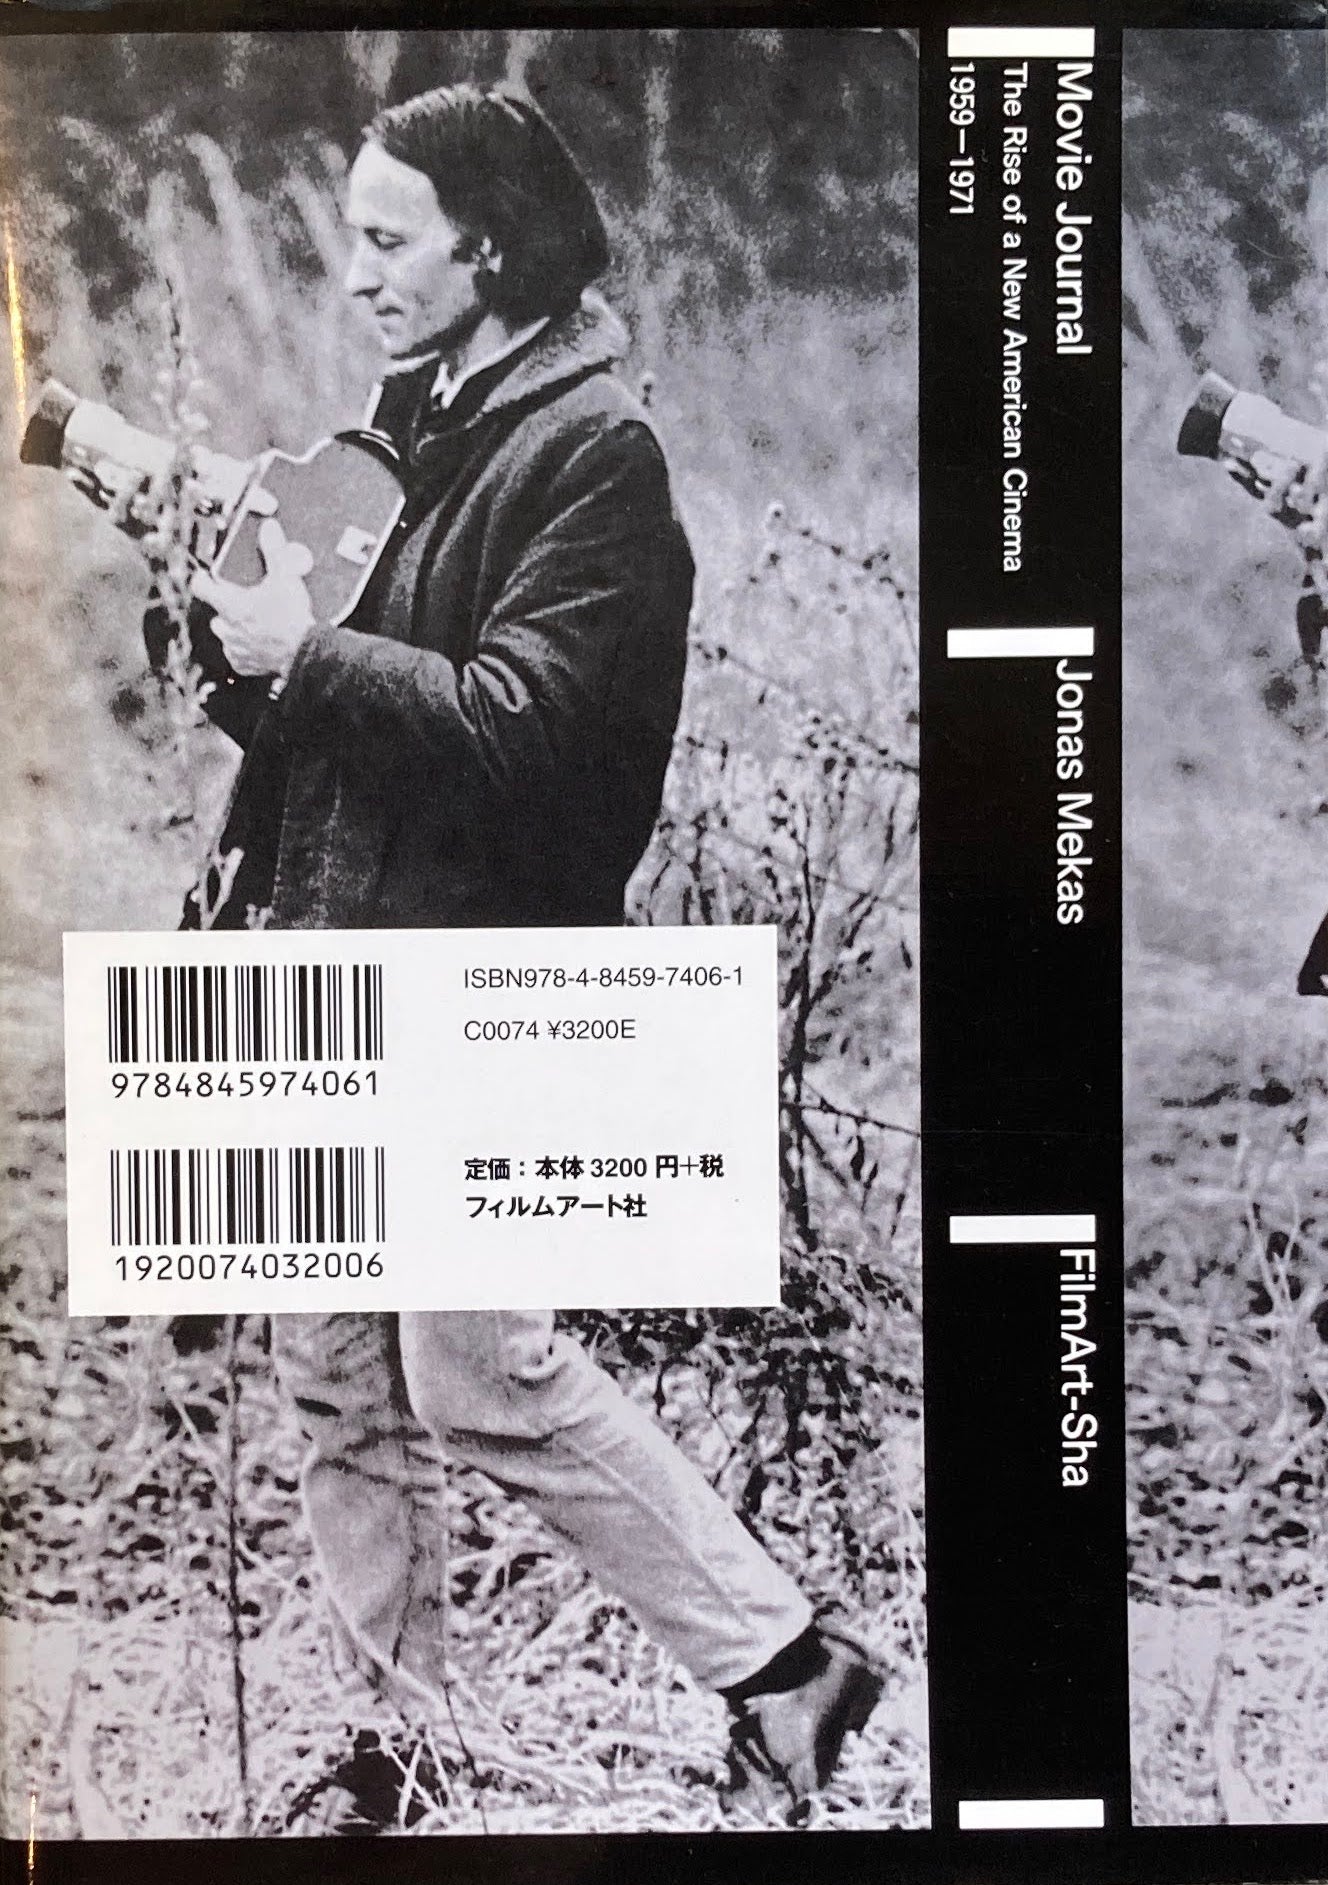 Movie Journal
The Rise of a New American Cinema
1959—1971
Jonas Mekas
FilmArt-Sha
ISBN978-4-8459-7406-1
C0074 ¥3200E
9784845974061
定価：本体 3200 円+税
フィルムアート社
1920074032006